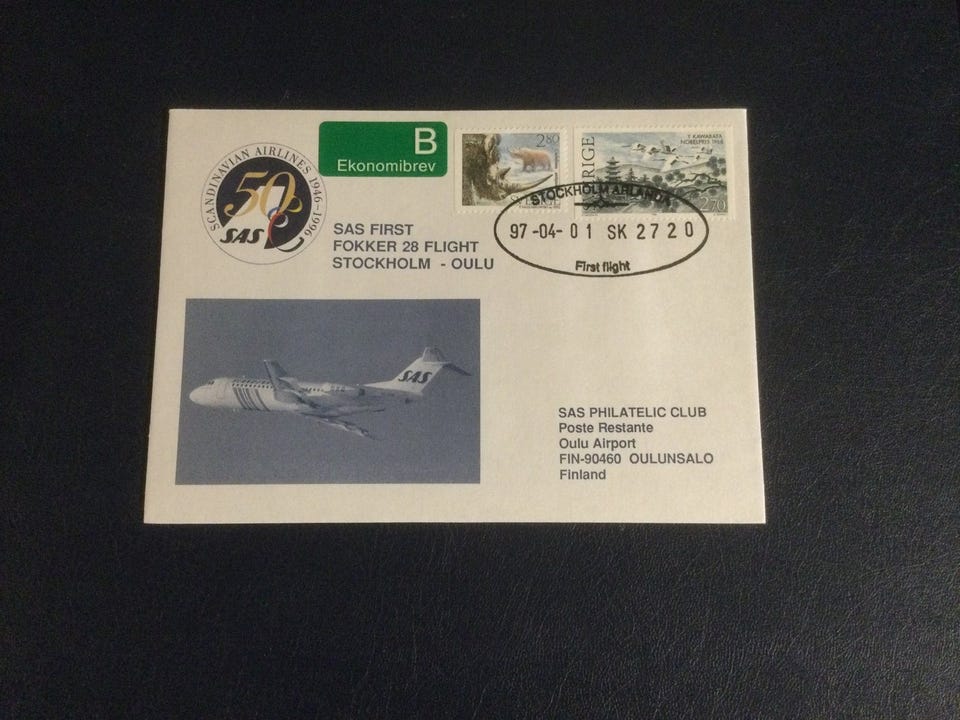 SCANDINAVIAN AIRLINES 1946-1996
50
SAS
B
Ekonomibrev
2.80
SVERIGE
SVERIGE
Y. KAWABATA
NOBELPRIS 1968
2.70
STOCKHOLM ARLANDA
97-04-01 SK 2720
First flight
SAS FIRST
FOKKER 28 FLIGHT
STOCKHOLM - OULU
SAS
SAS PHILATELIC CLUB
Poste Restante
Oulu Airport
FIN-90460 OULUNSALO
Finland